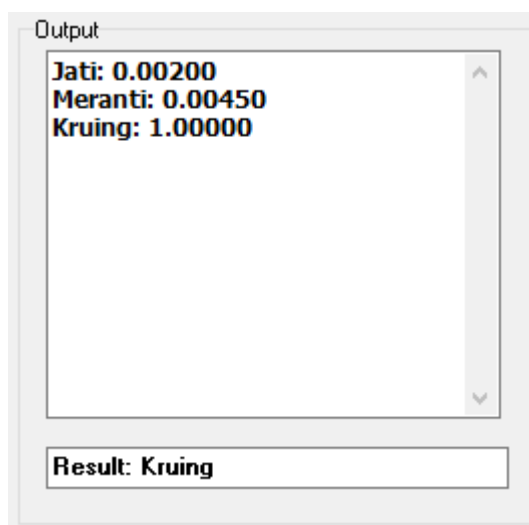 Output
Jati: 0.00200
Meranti: 0.00450
Kruing: 1.00000
Result: Kruing